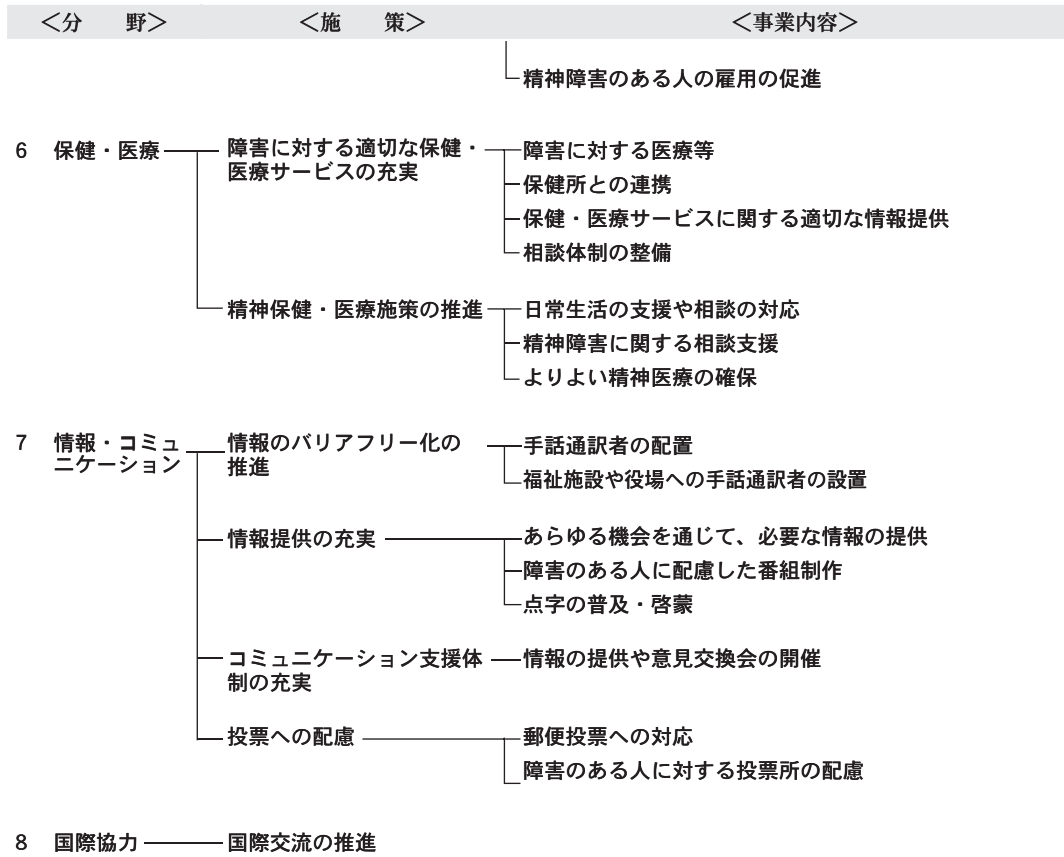 ＜分　野＞　＜施　策＞　＜事業内容＞
精神障害のある人の雇用の促進
6　保健・医療　障害に対する適切な保健・　障害に対する医療等
医療サービスの充実
保健所との連携
保健・医療サービスに関する適切な情報提供
相談体制の整備
精神保健・医療施策の推進　日常生活の支援や相談の対応
精神障害に関する相談支援
よりよい精神医療の確保
7　情報・コミュ　情報のバリアフリー化の　手話通訳者の配置
ニケーション　推進
福祉施設や役場への手話通訳者の設置
情報提供の充実　あらゆる機会を通じて、必要な情報の提供
障害のある人に配慮した番組制作
点字の普及・啓蒙
コミュニケーション支援体　情報の提供や意見交換会の開催
制の充実
投票への配慮　郵便投票への対応
障害のある人に対する投票所の配慮
8　国際協力　国際交流の推進